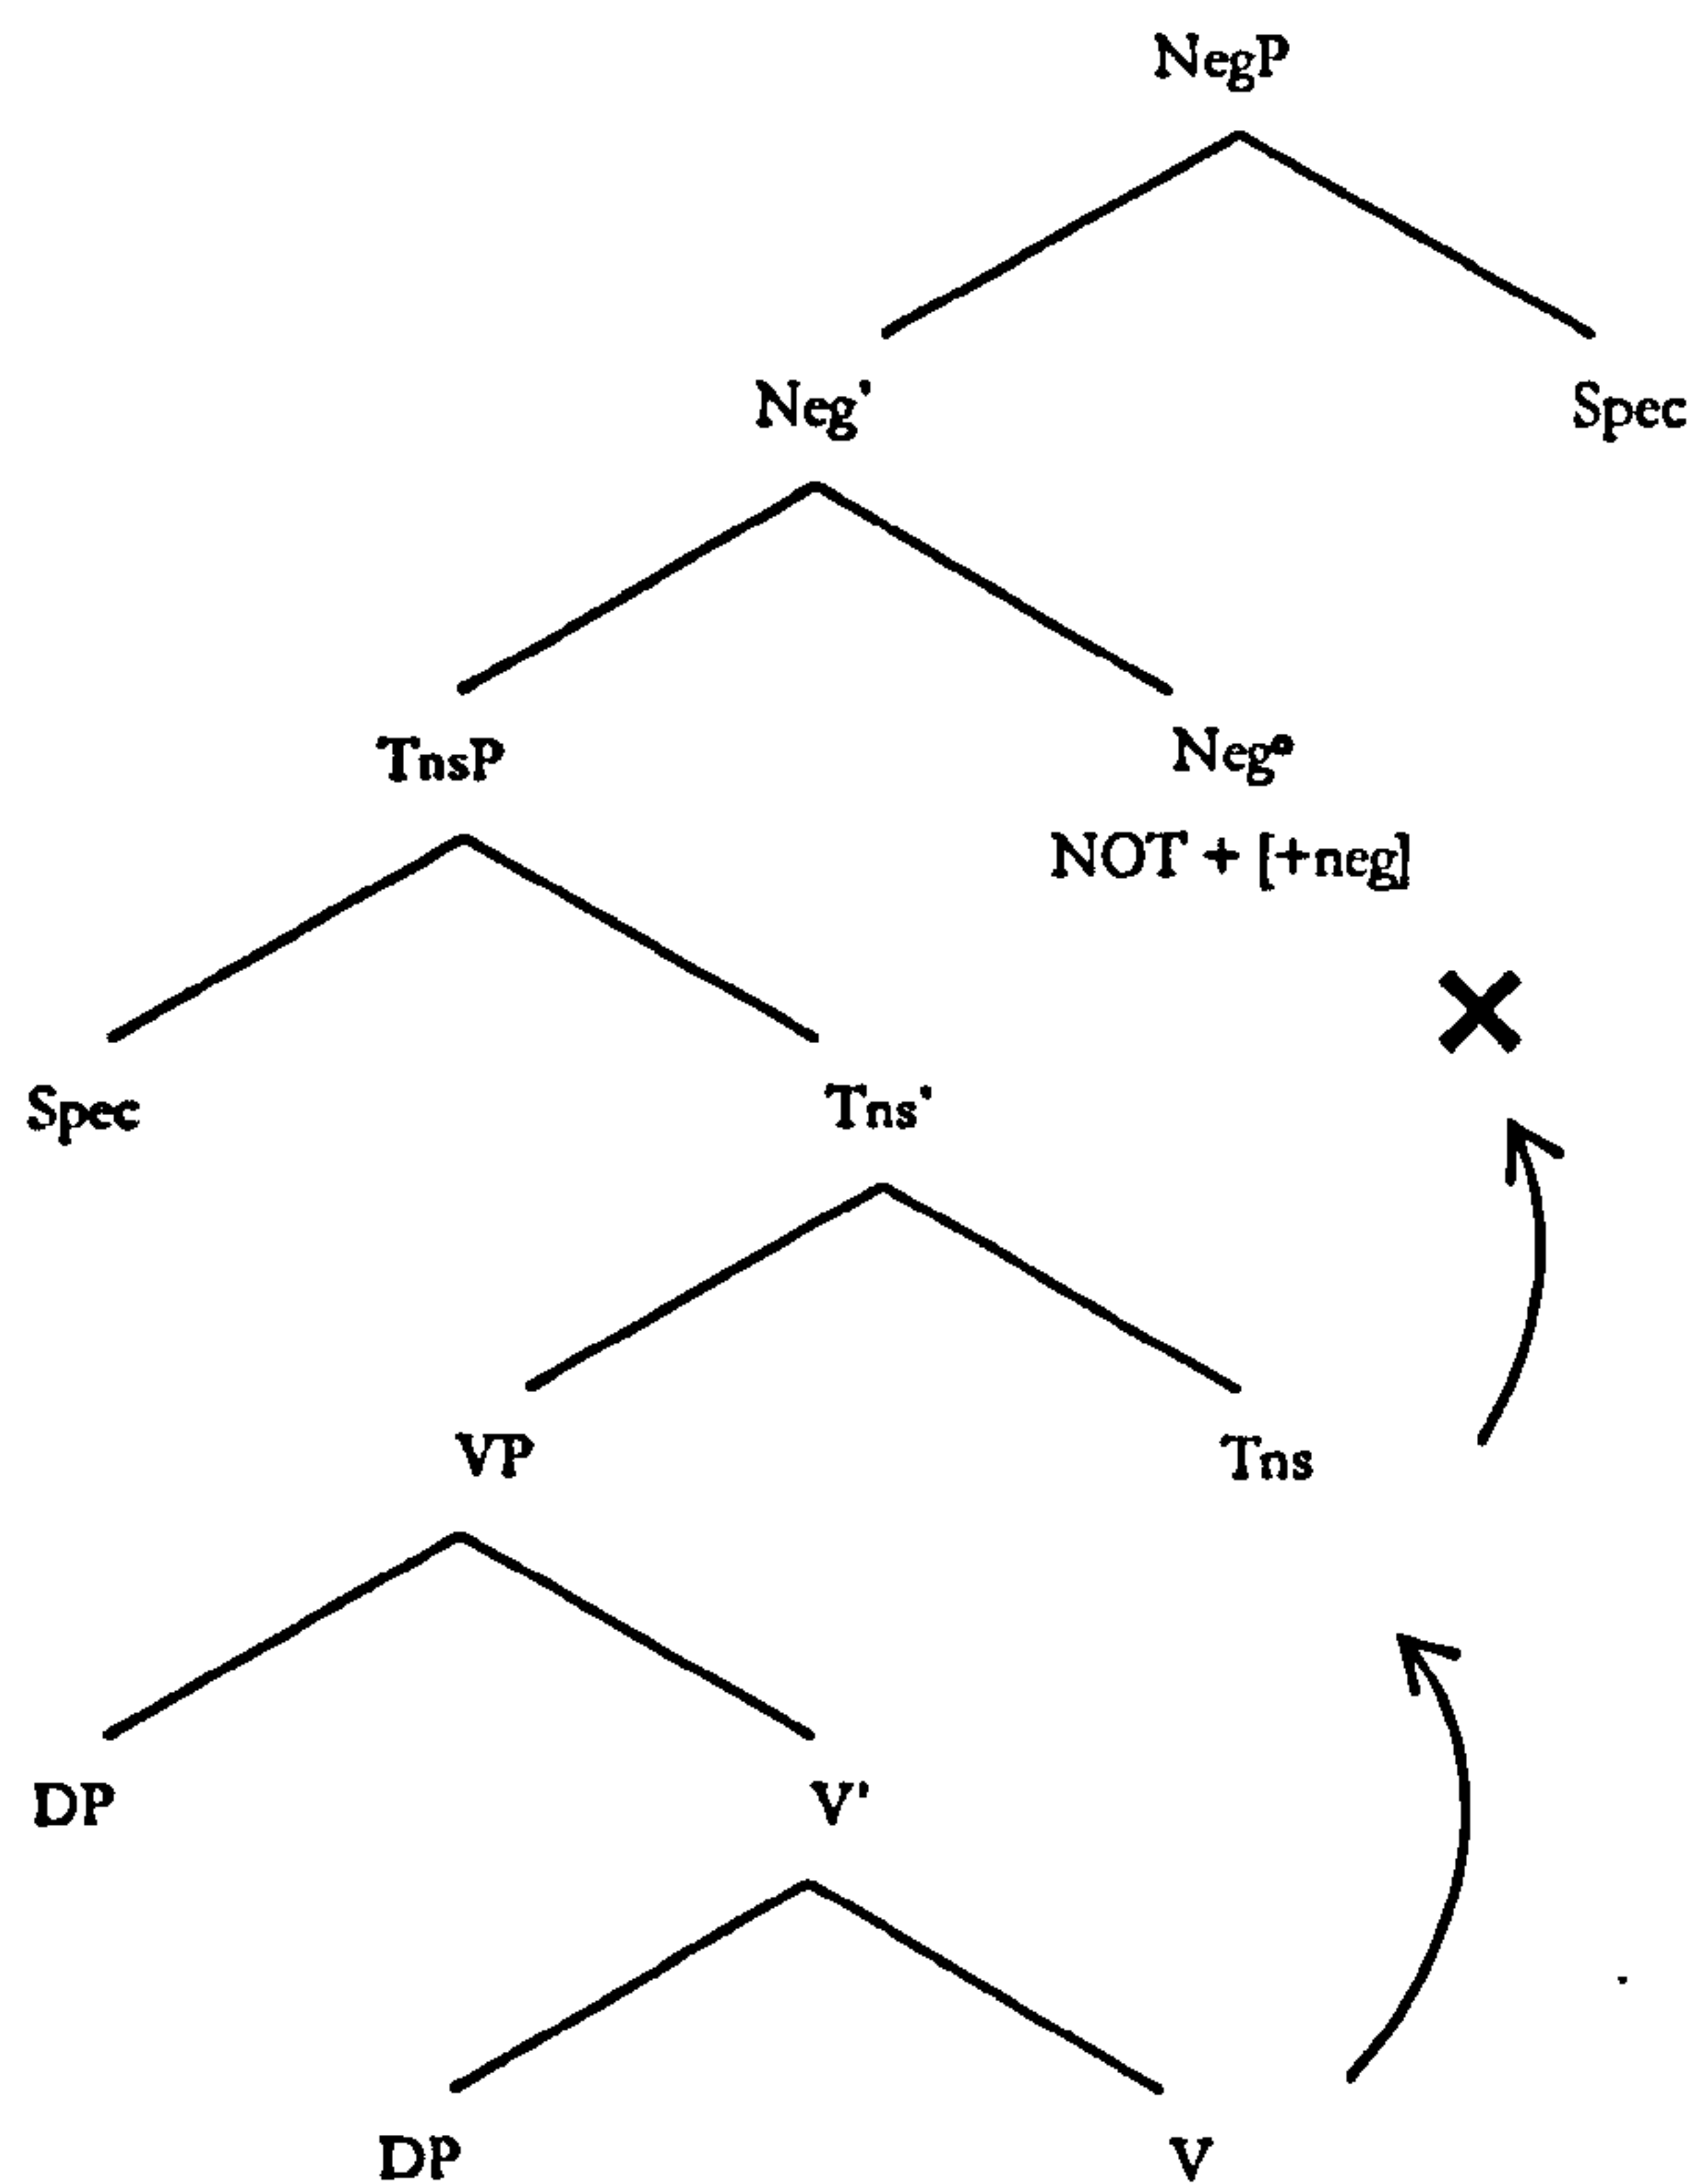 NegP
Neg' Spec
TnsP Neg°
NOT + [+neg]
Spec Tns'
VP Tns
DP V'
DP V